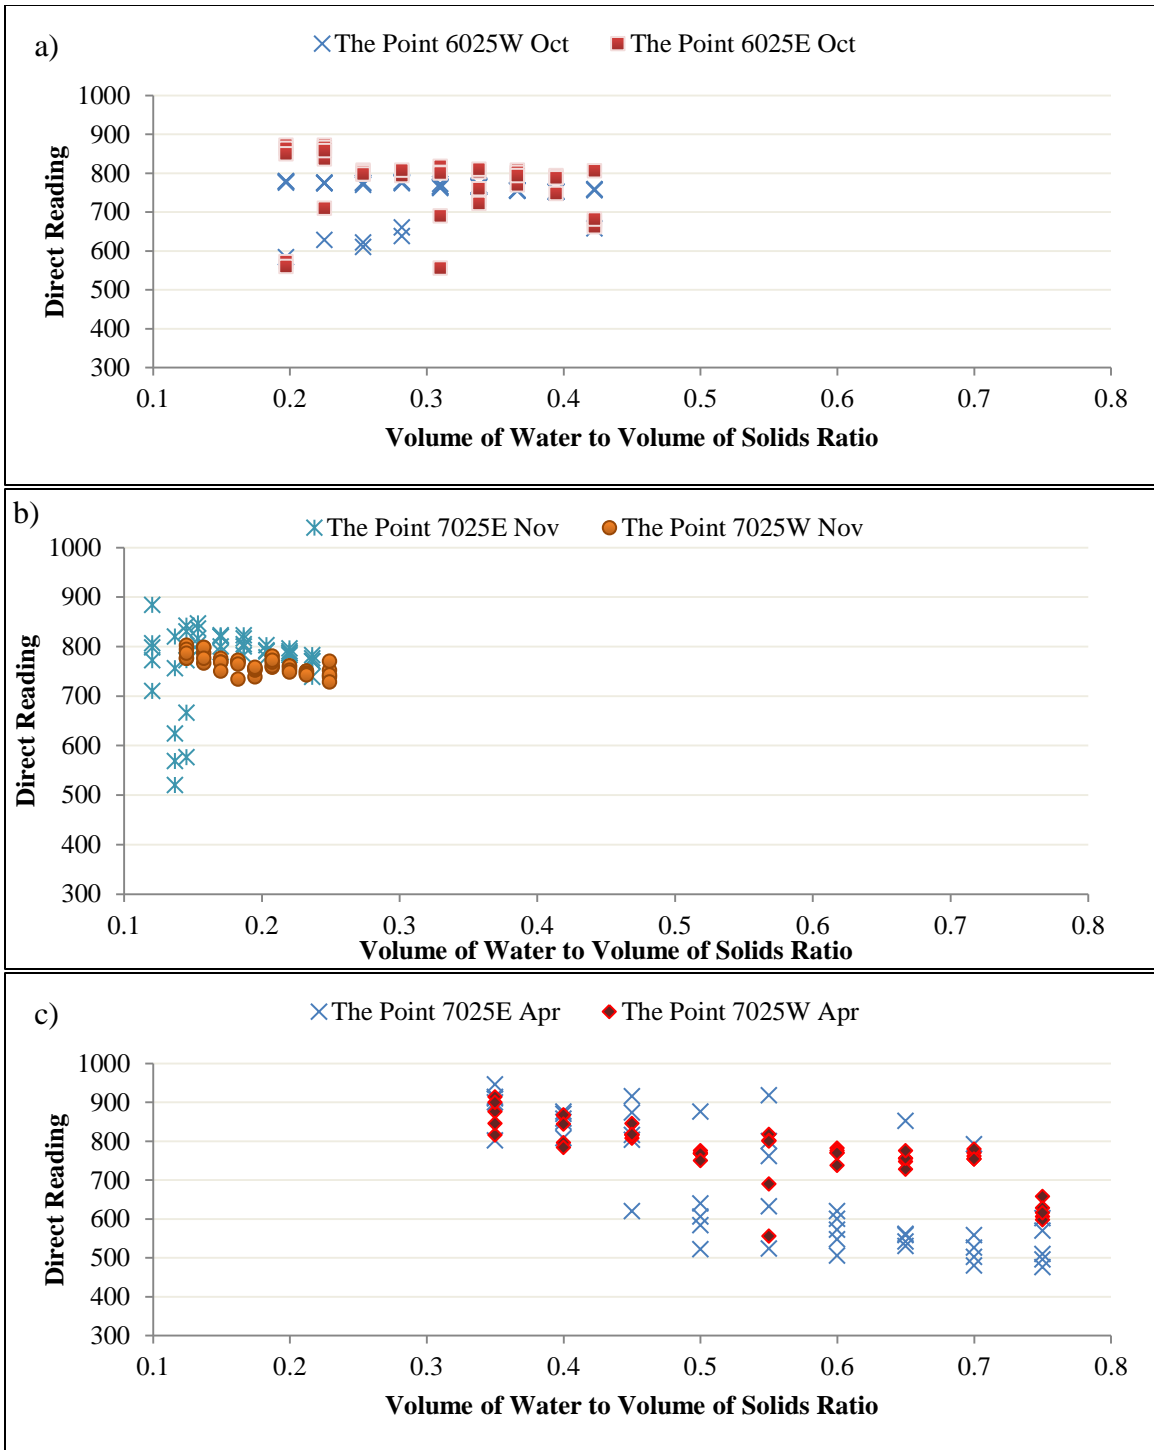 a)
The Point 6025W Oct The Point 6025E Oct
1000
900
800
700
600
500
400
300
Direct Reading
0.1 0.2 0.3 0.4 0.5 0.6 0.7 0.8
Volume of Water to Volume of Solids Ratio
b)
The Point 7025E Nov The Point 7025W Nov
1000
900
800
700
600
500
400
300
Direct Reading
0.1 0.2 0.3 0.4 0.5 0.6 0.7 0.8
Volume of Water to Volume of Solids Ratio
c)
The Point 7025E Apr The Point 7025W Apr
1000
900
800
700
600
500
400
300
Direct Reading
0.1 0.2 0.3 0.4 0.5 0.6 0.7 0.8
Volume of Water to Volume of Solids Ratio